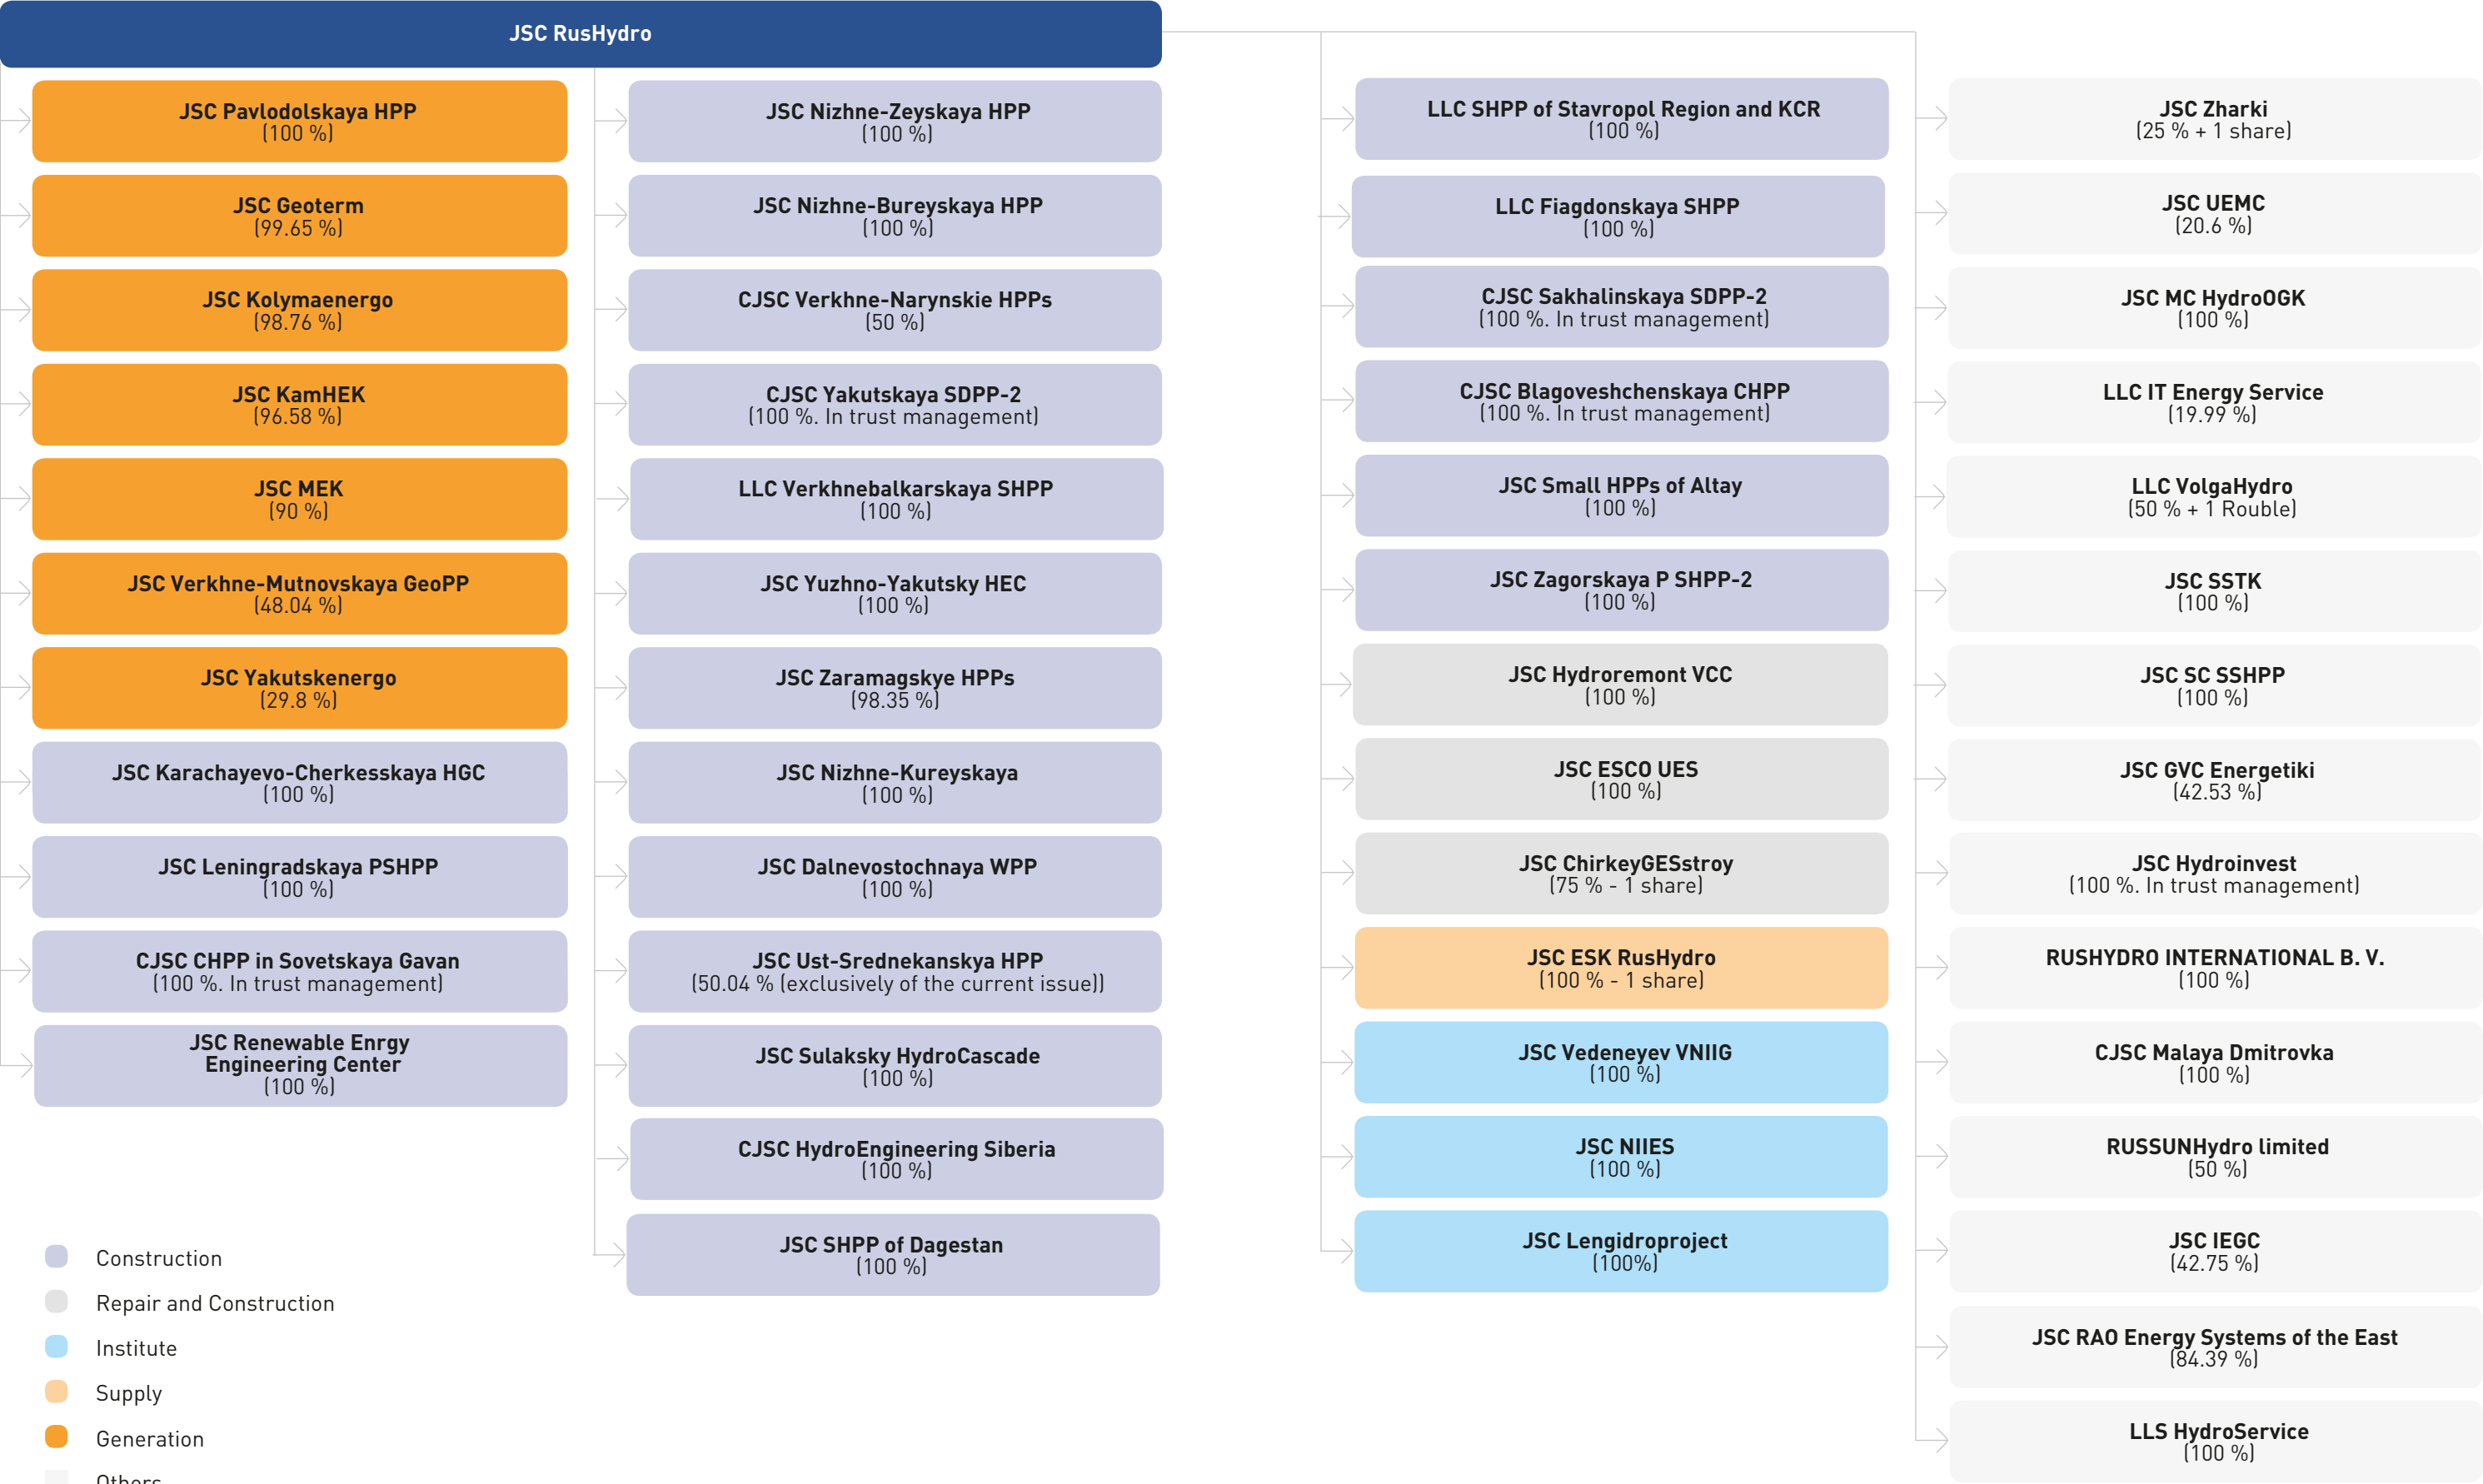 JSC RusHydro
JSC Pavlodolskaya HPP
(100 %)
JSC Geoterm
(99.65 %)
JSC Kolymaenergo
(98.76 %)
JSC KamHEK
(96.58 %)
JSC MEK
(90 %)
JSC Verkhne-Mutnovskaya GeoPP
(48.04 %)
JSC Yakutskenergo
(29.8 %)
JSC Karachayevo-Cherkesskaya HGC
(100 %)
JSC Leningradskaya PSHPP
(100 %)
CJSC CHPP in Sovetskaya Gavan
(100 %. In trust management)
JSC Renewable Enrgy
Engineering Center
(100 %)
JSC Nizhne-Zeyskaya HPP
(100 %)
JSC Nizhne-Bureyskaya HPP
(100 %)
CJSC Verkhne-Narynskie HPPs
(50 %)
CJSC Yakutskaya SDPP-2
(100 %. In trust management)
LLC Verkhnebalkarskaya SHPP
(100 %)
JSC Yuzhno-Yakutsky HEC
(100 %)
JSC Zaramagskye HPPs
(98.35 %)
JSC Nizhne-Kureyskaya
(100 %)
JSC Dalnevostochnaya WPP
(100 %)
JSC Ust-Srednekanskya HPP
(50.04 % (exclusively of the current issue))
JSC Sulaksky HydroCascade
(100 %)
CJSC HydroEngineering Siberia
(100 %)
JSC SHPP of Dagestan
(100 %)
LLC SHPP of Stavropol Region and KCR
(100 %)
LLC Fiagdonskaya SHPP
(100 %)
CJSC Sakhalinskaya SDPP-2
(100 %. In trust management)
CJSC Blagoveshchenskaya CHPP
(100 %. In trust management)
JSC Small HPPs of Altay
(100 %)
JSC Zagorskaya P SHPP-2
(100 %)
JSC Hydroremont VCC
(100 %)
JSC ESCO UES
(100 %)
JSC ChirkeyGESstroy
(75 % - 1 share)
JSC ESK RusHydro
(100 % - 1 share)
JSC Vedeneyev VNIIG
(100 %)
JSC NIIES
(100 %)
JSC Lengidroproject
(100%)
JSC Zharki
(25 % + 1 share)
JSC UEMC
(20.6 %)
JSC MC HydroOGK
(100 %)
LLC IT Energy Service
(19.99 %)
LLC VolgaHydro
(50 % + 1 Rouble)
JSC SSTK
(100 %)
JSC SC SSHPP
(100 %)
JSC GVC Energetiki
(42.53 %)
JSC Hydroinvest
(100 %. In trust management)
RUSHYDRO INTERNATIONAL B. V.
(100 %)
CJSC Malaya Dmitrovka
(100 %)
RUSSUNHydro limited
(50 %)
JSC IEGC
(42.75 %)
JSC RAO Energy Systems of the East
(84.39 %)
LLS HydroService
(100 %)
Construction
Repair and Construction
Institute
Supply
Generation
Others